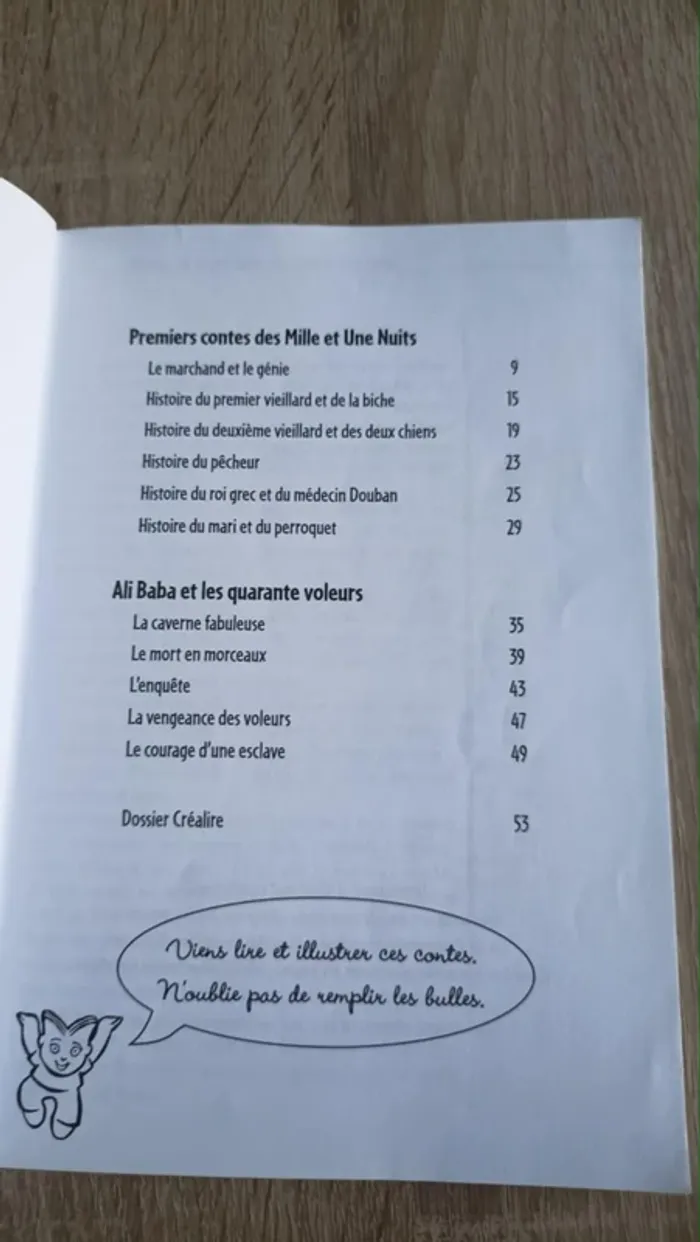 Premiers contes des Mille et Une Nuits
Le marchand et le génie 9
Histoire du premier vieillard et de la biche 15
Histoire du deuxième vieillard et des deux chiens 19
Histoire du pêcheur 23
Histoire du roi grec et du médecin Douban 25
Histoire du mari et du perroquet 29
Ali Baba et les quarante voleurs
La caverne fabuleuse 35
Le mort en morceaux 39
L'enquête 43
La vengeance des voleurs 47
Le courage d'une esclave 49
Dossier Créalire 53
Viens lire et illustrer ces contes.
N'oublie pas de remplir les bulles.